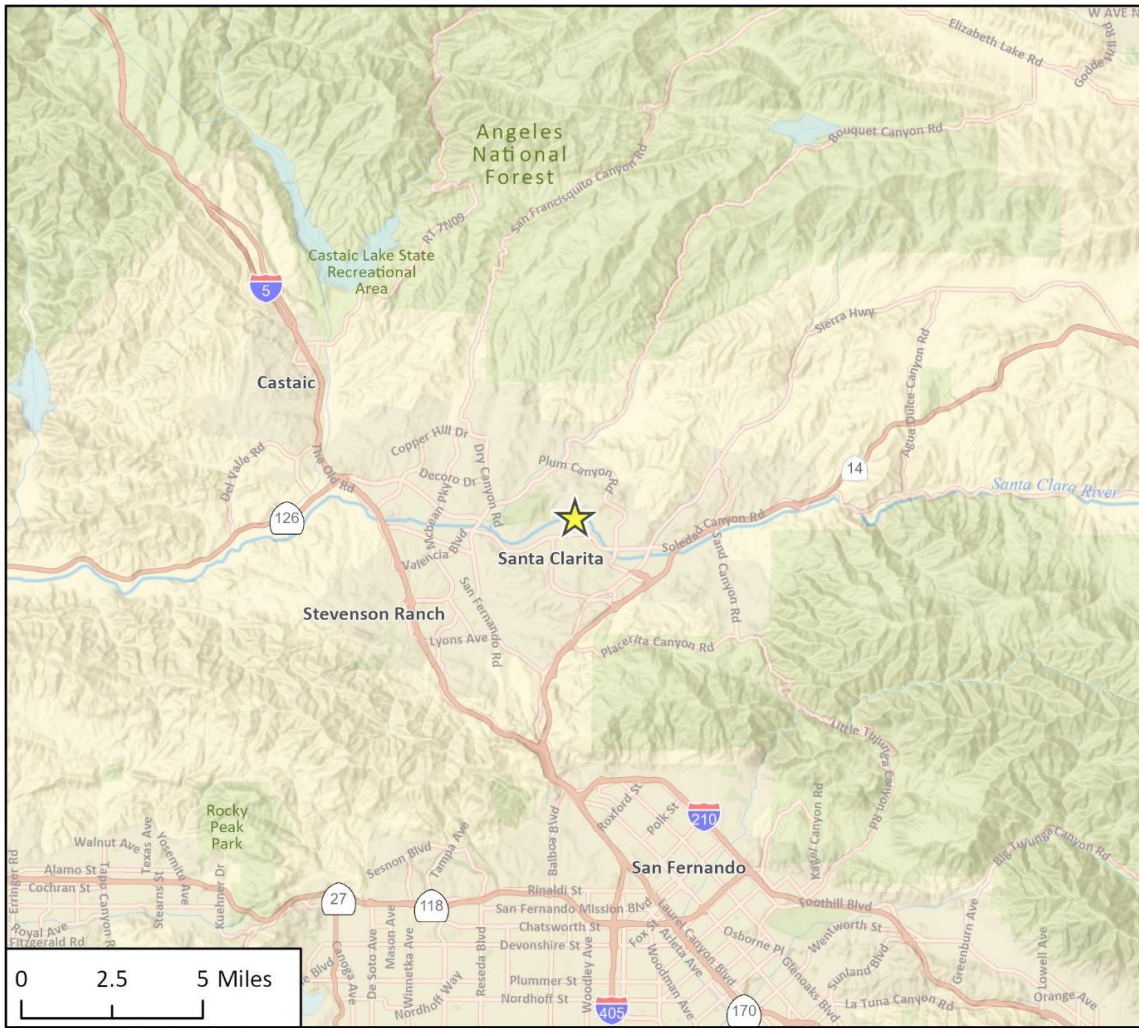 W AVE N
Elizabeth Lake Rd
Godde Hill Rd
Angeles
National
Forest
Bouquet Canyon Rd
San Francisquito Canyon Rd
RT 7N09
Castaic Lake State
Recreational
Area
5
Sierra Hwy
Agua Dulce Canyon Rd
Castaic
Copper Hill Dr
Del Valle Rd
The Old Rd
Decoro Dr
Dry Canyon Rd
Plum Canyon Rd
14
Santa Clara River
126
Mcbean Pky
Valencia Blvd
Santa Clarita
Soledad Canyon Rd
Sand Canyon Rd
San Fernando Rd
Stevenson Ranch
Lyons Ave
Placerita Canyon Rd
Little Tujunga Canyon Rd
Rocky
Peak
Park
Balboa Blvd
Roxford St
Polk St
210
Kagel Canyon Rd
Big Tujunga Canyon Rd
Walnut Ave
Texas Ave
Yosemite Ave
Sesnon Blvd
Tampa Ave
San Fernando
Erringer Rd
Alamo St
Cochran St
Tapo Canyon R
Stearns St
Kuehner Dr
27
118
Rinaldi St
San Fernando Mission Blvd
Foothill Blvd
Royal Ave
Fitzgerald Rd
Chatsworth St
Devonshire St
Fox St
Laurel Canyon Blvd
Arleta Ave
Osborne Pl
Wentworth St
Greenburn Ave
Lowell Ave
Canoga Ave
De Soto Ave
Mason Ave
Winnetka Ave
Reseda Blvd
Woodley Ave
Woodman Ave
Glenoaks Blvd
Sunland Blvd
Plummer St
Nordhoff Way
Nordhoff St
La Tuna Canyon Rd
Orange Ave
405
170
e Blvd
0 2.5 5 Miles